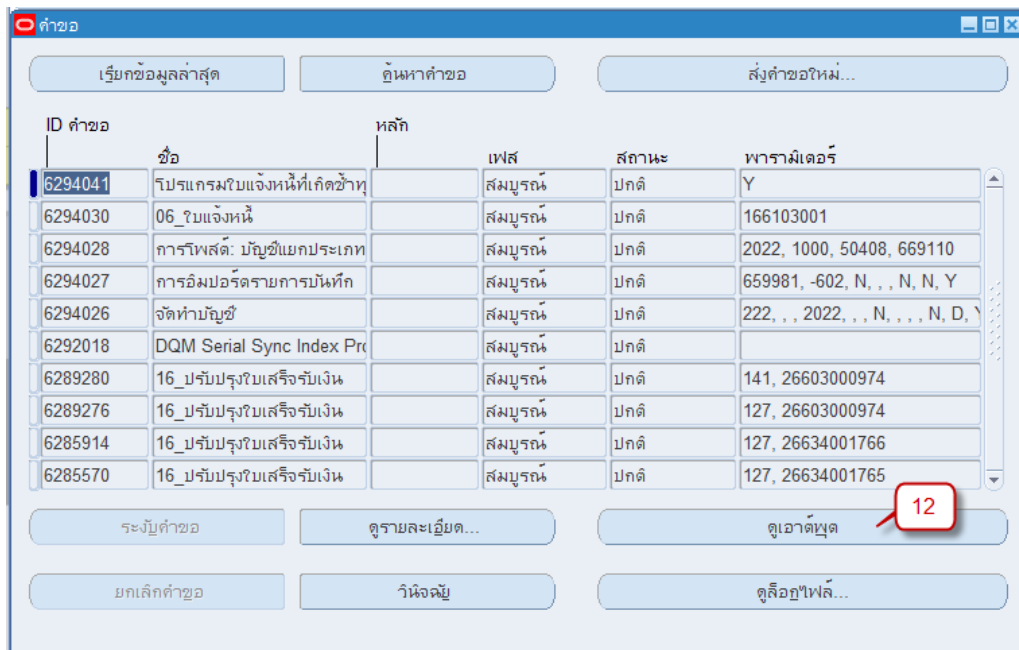 คำขอ
เรียกข้อมูลล่าสุด ค้นหาคำขอ ส่งคำขอใหม่...
ID คำขอ หลัก
ชื่อ เฟส สถานะ พารามิเตอร์
6294041 โปรแกรมใบแจ้งหนี้ที่เกิดซ้ำทุ สมบูรณ์ ปกติ Y
6294030 06_ใบแจ้งหนี้ สมบูรณ์ ปกติ 166103001
6294028 การโพสต์: บัญชีแยกประเภท สมบูรณ์ ปกติ 2022, 1000, 50408, 669110
6294027 การอิมปอร์ตรายการบันทึก สมบูรณ์ ปกติ 659981, -602, N, , , N, N, Y
6294026 จัดทำบัญชี สมบูรณ์ ปกติ 222, , , 2022, , , N, , , , N, D, Y
6292018 DQM Serial Sync Index Pro สมบูรณ์ ปกติ
6289280 16_ปรับปรุงใบเสร็จรับเงิน สมบูรณ์ ปกติ 141, 26603000974
6289276 16_ปรับปรุงใบเสร็จรับเงิน สมบูรณ์ ปกติ 127, 26603000974
6285914 16_ปรับปรุงใบเสร็จรับเงิน สมบูรณ์ ปกติ 127, 26634001766
6285570 16_ปรับปรุงใบเสร็จรับเงิน สมบูรณ์ ปกติ 127, 26634001765
12
ระงับคำขอ ดูรายละเอียด... ดูเอาต์พุต
ยกเลิกคำขอ วินิจฉัย ดูล็อกไฟล์...